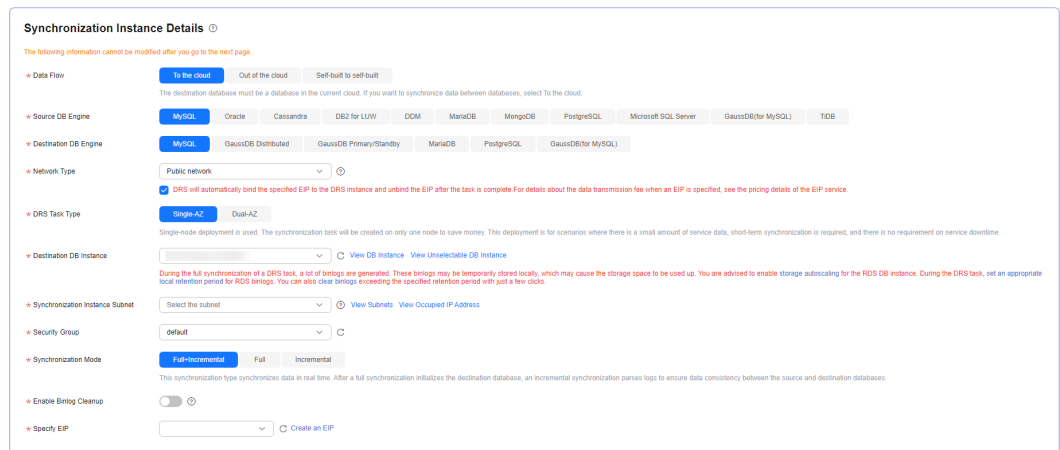 Synchronization Instance Details
The following information cannot be modified after you go to the next page.
* Data Flow
To the cloud Out of the cloud Self-built to self-built
The destination database must be a database in the current cloud. If you want to synchronize data between databases, select To the cloud.
* Source DB Engine
MySQL Oracle Cassandra DB2 for LUW DDM MariaDB MongoDB PostgreSQL Microsoft SQL Server GaussDB(for MySQL) TiDB
* Destination DB Engine
MySQL GaussDB Distributed GaussDB Primary/Standby MariaDB PostgreSQL GaussDB(for MySQL)
* Network Type
Public network
DRS will automatically bind the specified EIP to the DRS instance and unbind the EIP after the task is complete.For details about the data transmission fee when an EIP is specified, see the pricing details of the EIP service.
* DRS Task Type
Single-AZ Dual-AZ
Single-node deployment is used. The synchronization task will be created on only one node to save money. This deployment is for scenarios where there is a small amount of service data, short-term synchronization is required, and there is no requirement on service downtime.
* Destination DB Instance
View DB Instance View Unselectable DB Instance
During the full synchronization of a DRS task, a lot of binlogs are generated. These binlogs may be temporarily stored locally, which may cause the storage space to be used up. You are advised to enable storage autoscaling for the RDS DB instance. During the DRS task, set an appropriate
local retention period for RDS binlogs. You can also clear binlogs exceeding the specified retention period with just a few clicks.
* Synchronization Instance Subnet
Select the subnet
View Subnets View Occupied IP Address
* Security Group
default
* Synchronization Mode
Full+Incremental Full Incremental
This synchronization type synchronizes data in real time. After a full synchronization initializes the destination database, an incremental synchronization parses logs to ensure data consistency between the source and destination databases.
* Enable Binlog Cleanup
* Specify EIP
Create an EIP